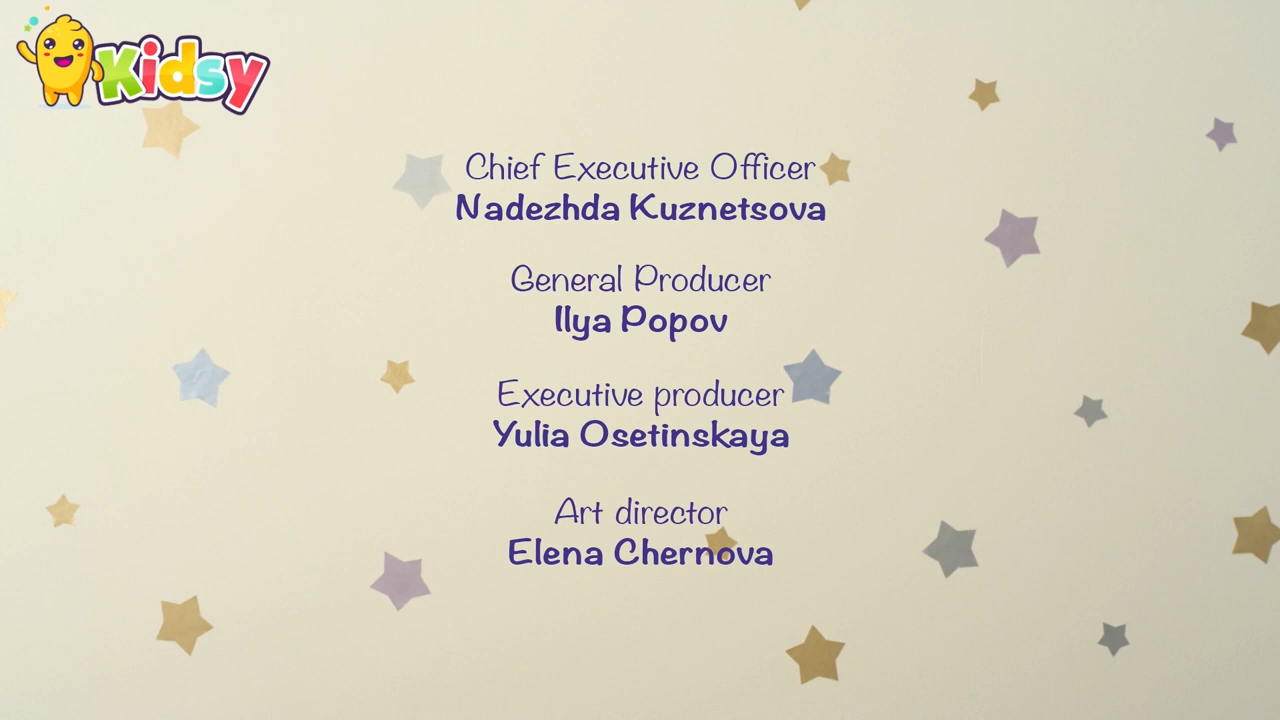 Kidsy
Chief Executive Officer
Nadezhda Kuznetsova
General Producer
Ilya Popov
Executive producer
Yulia Osetinskaya
Art director
Elena Chernova